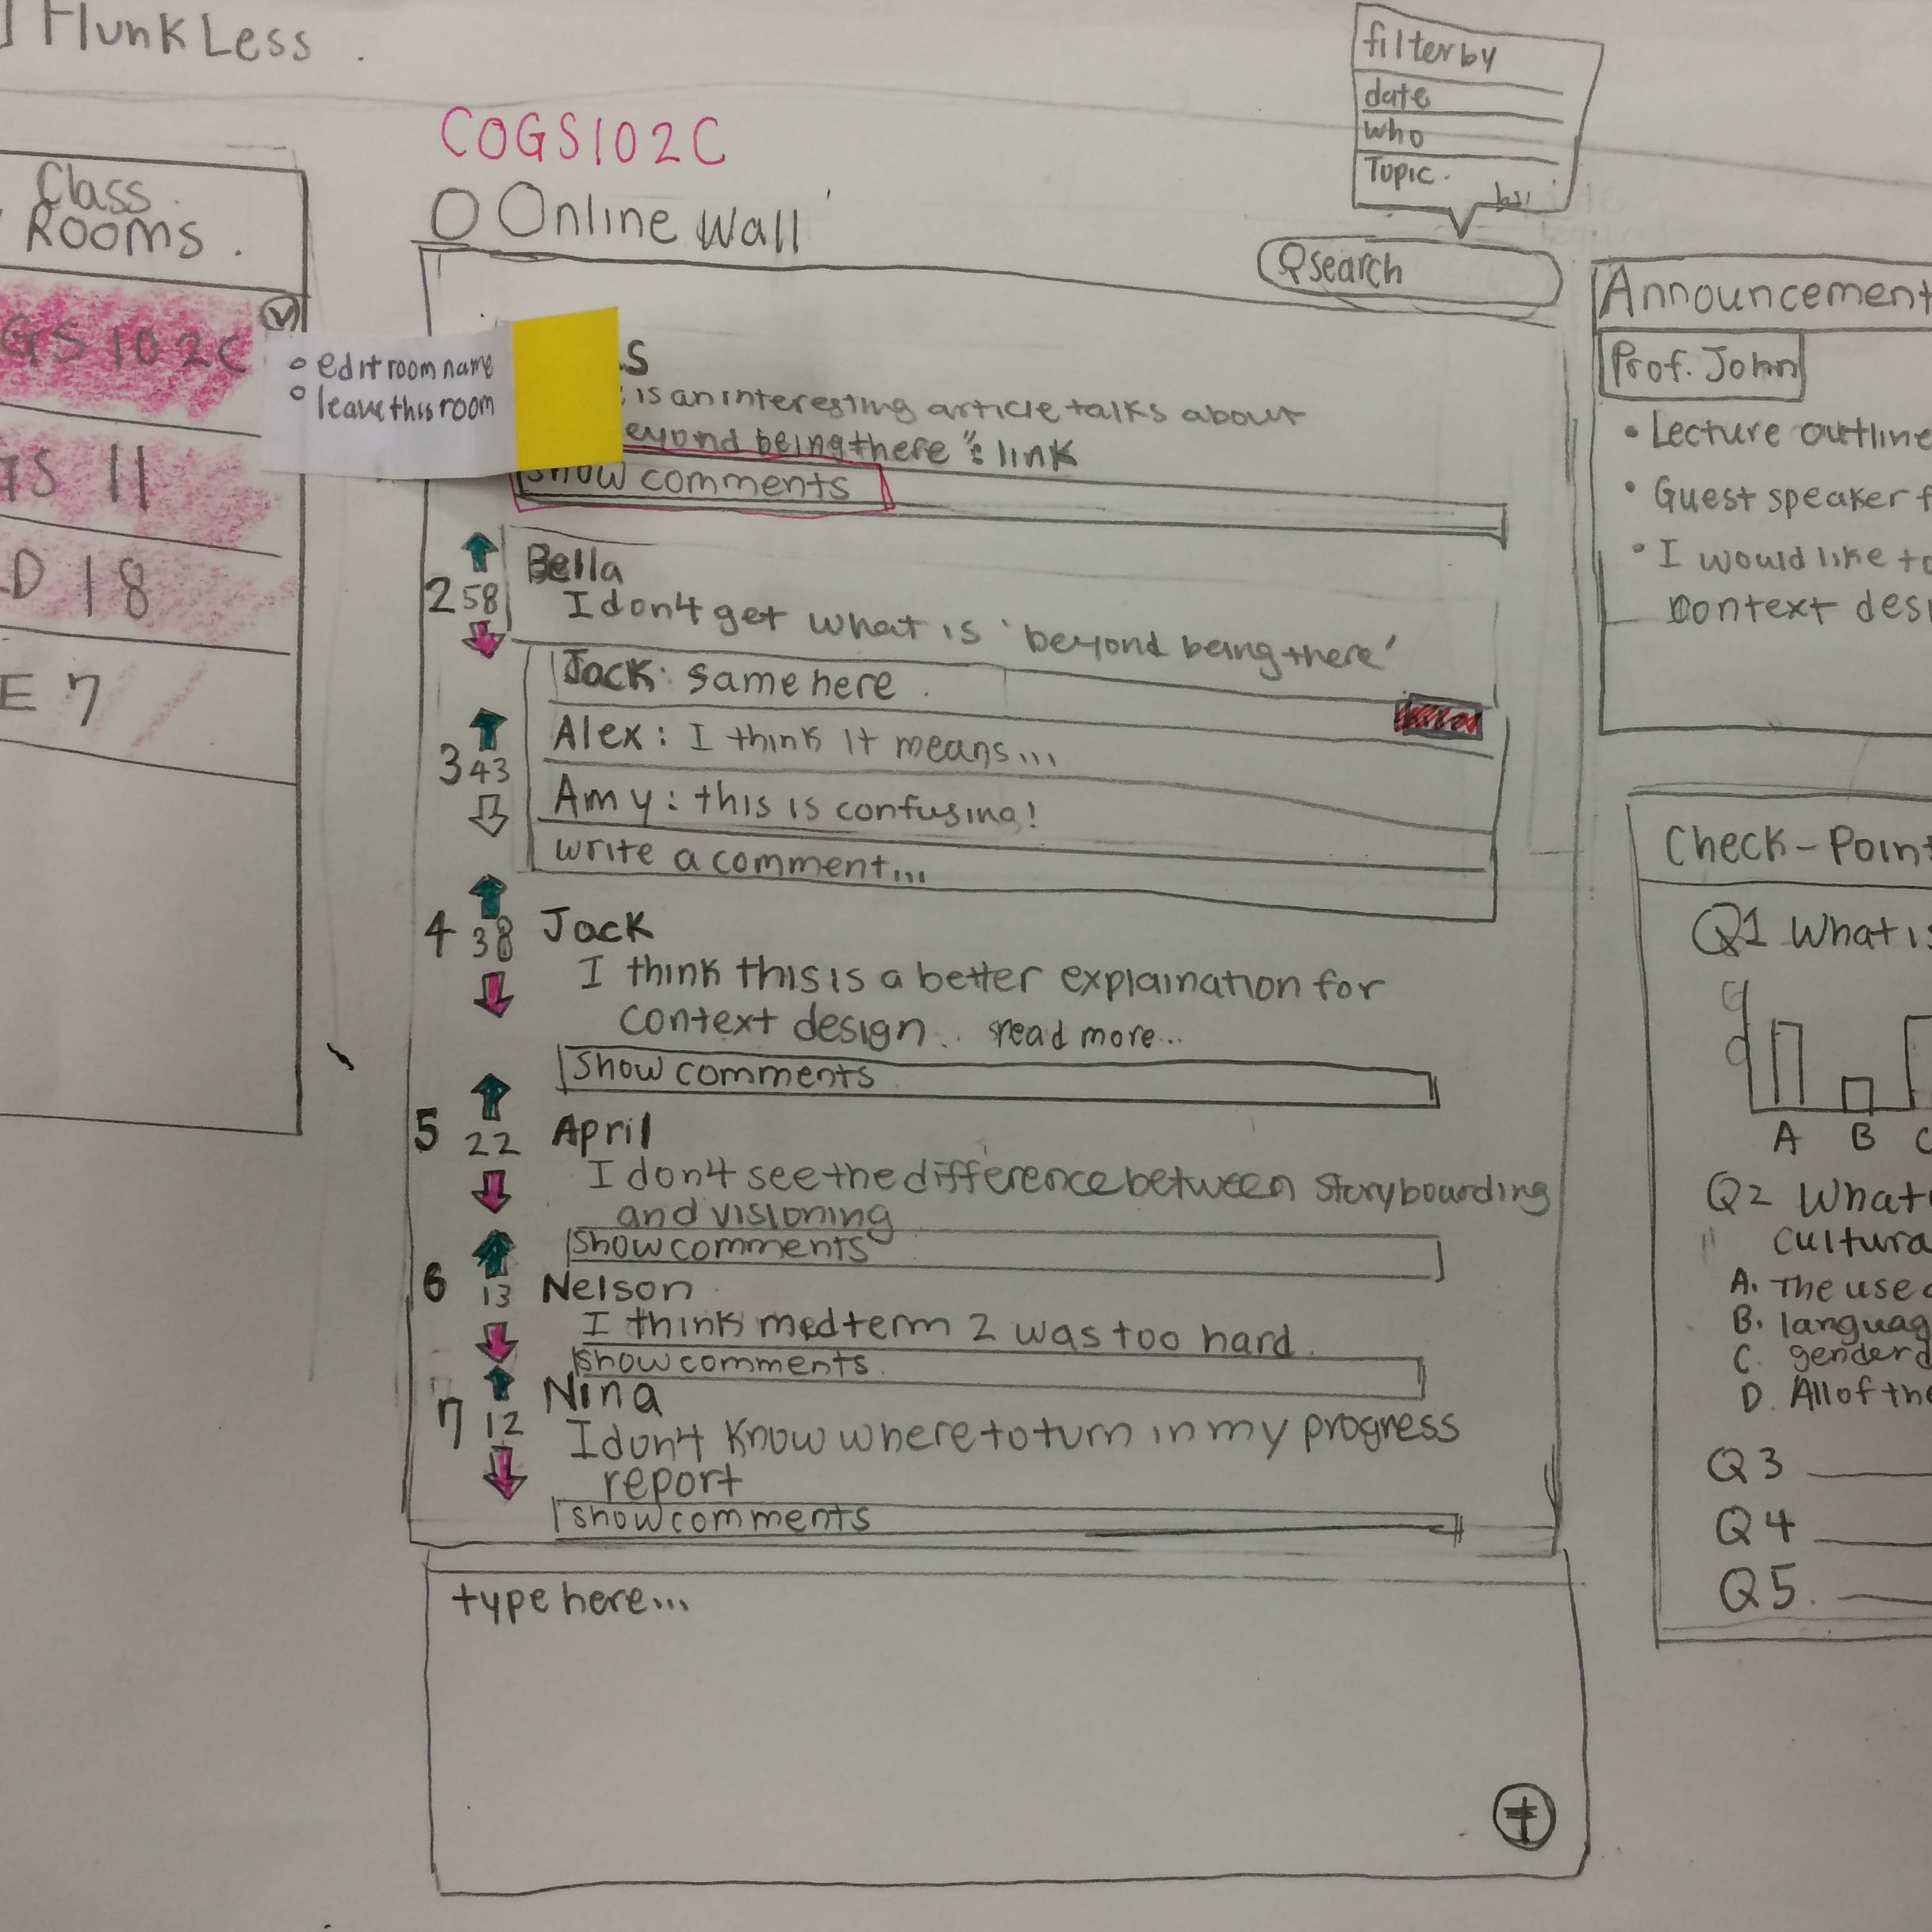 Flunk Less .
filter by
date
who
Topic.
by:
COGS102C
O Online Wall
search
Class
Rooms.
GS 102C
GS 11
D 18
E 7
edit room name
leave this room
s
is an interesting article talks about
eyond being there": link
show comments
2 58 Bella
I don't get what is 'beyond being there'
Jack: same here.
Alex: I think it means...
3 43
Amy: this is confusing!
write a comment...
4 38 Jack
I think this is a better explaination for
context design.. read more...
Show comments
5 22 April
I don't see the difference between storyboarding
and visioning
Show comments
6 13 Nelson
I think medterm 2 was too hard.
Show comments
7 12 Nina
I don't know where to turn in my progress
report
show comments
type here...
+
Announcement
Prof. John
• Lecture outline
• Guest speaker f
• I would like to
context desi
Check-Point
Q1 What is
A B C
Q2 What
cultura
A. The use o
B. languag
C. gender d
D. All of the
Q3
Q4
Q5.